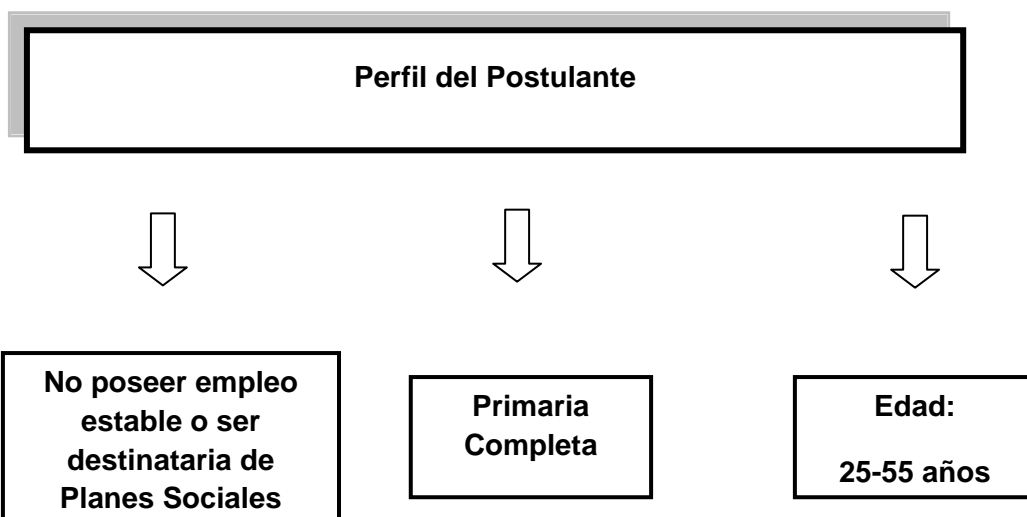 Perfil del Postulante
No poseer empleo
estable o ser
destinataria de
Planes Sociales
Primaria
Completa
Edad:
25-55 años